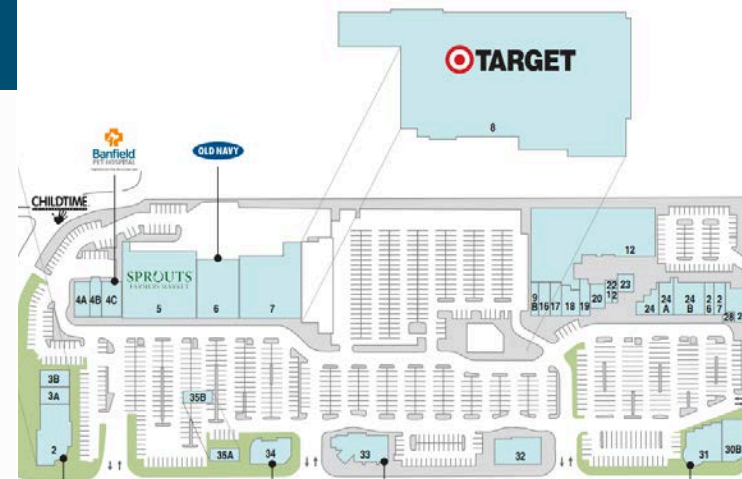 TARGET
8
Banfield
PET HOSPITAL
OLD NAVY
CHILDTIME
12
SPROUTS
FARMERS MARKET
4A 4B 4C
5
6
7
9
B
16 17 18 19 20
22
12
23
24
24
A
24
B
2
6
2
7
28
3B
3A
2
35B
35A
34
33
32
31
30B